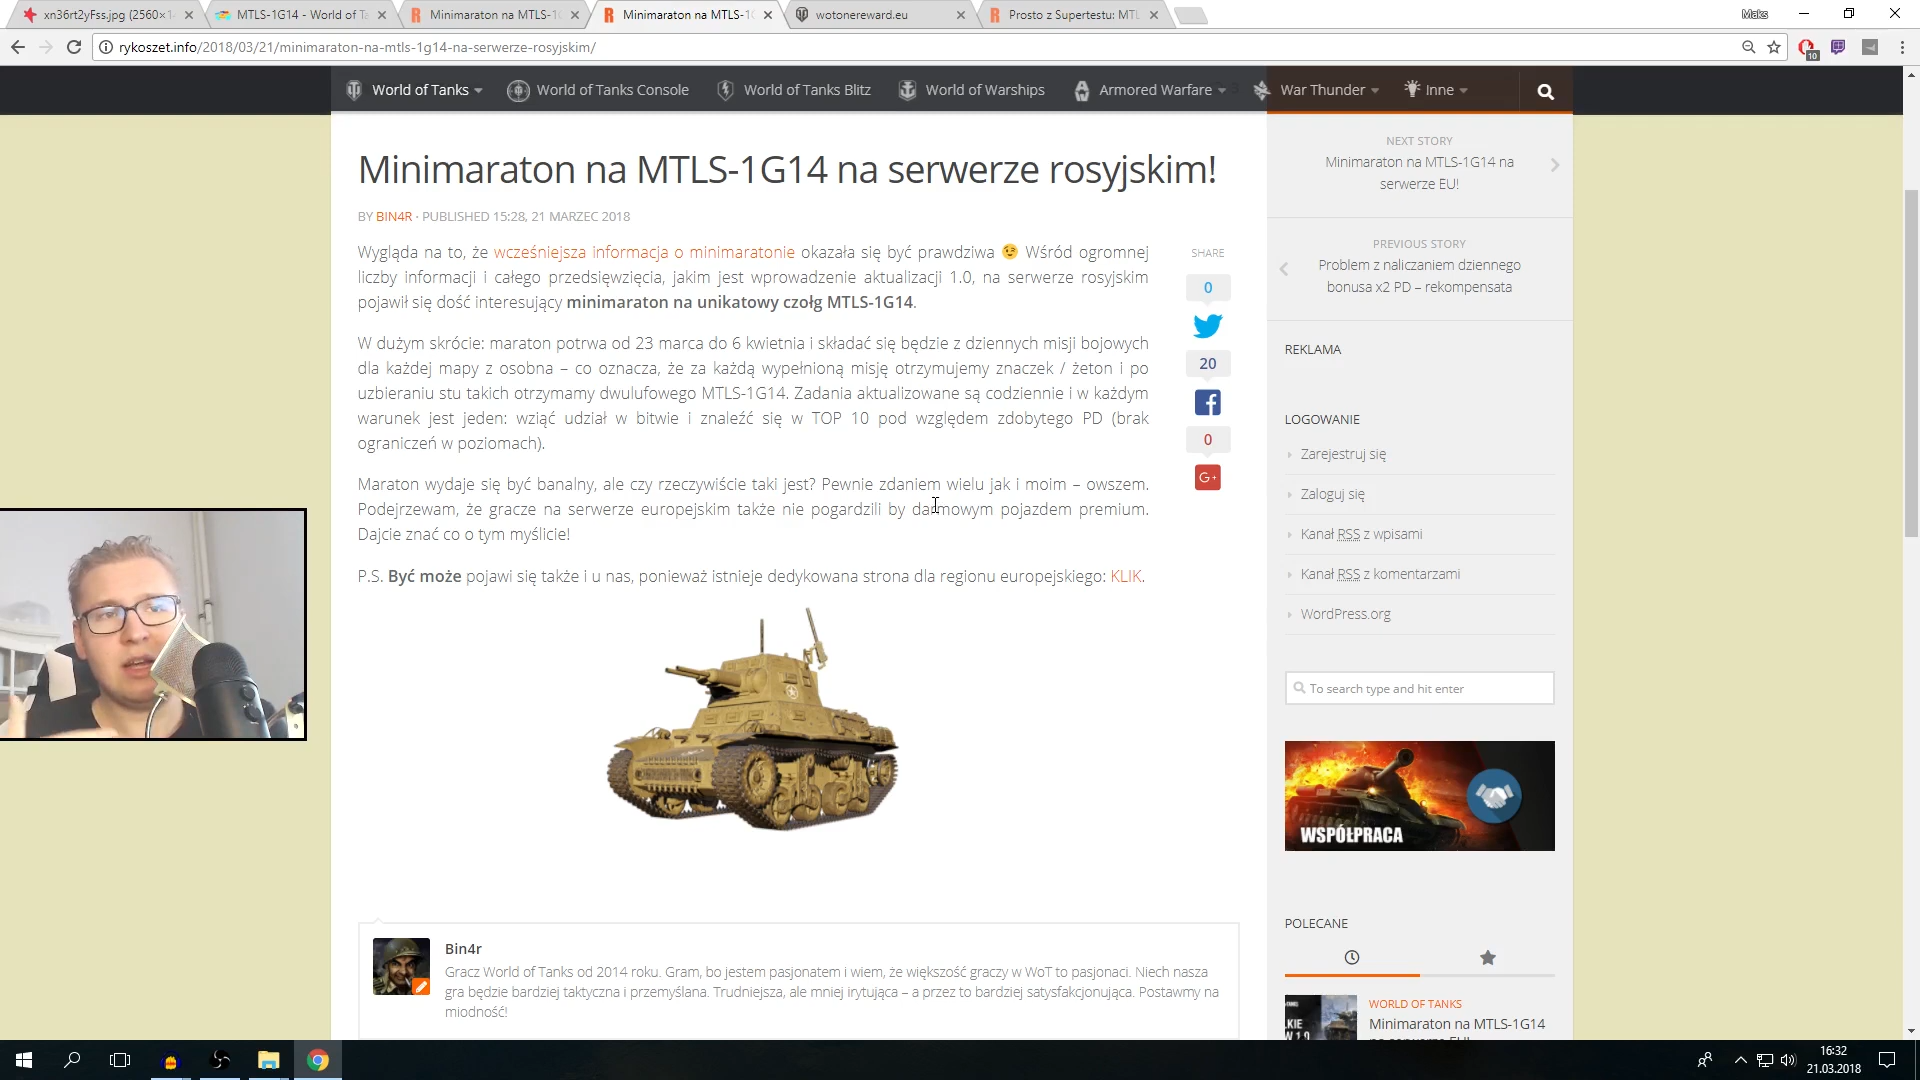 xn36rt2yFss.jpg (2560×1
MTLS-1G14 - World of Ta
Minimaraton na MTLS-1G
Minimaraton na MTLS-1G
wotonereward.eu
Prosto z Supertestu: MTL
Maks
rykoszet.info/2018/03/21/minimaraton-na-mtls-1g14-na-serwerze-rosyjskim/
10
World of Tanks
World of Tanks Console
World of Tanks Blitz
World of Warships
Armored Warfare
War Thunder
Inne
Minimaraton na MTLS-1G14 na serwerze rosyjskim!
BY BIN4R · PUBLISHED 15:28, 21 MARZEC 2018
Wygląda na to, że wcześniejsza informacja o minimaratonie okazała się być prawdziwa 😉 Wśród ogromnej
liczby informacji i całego przedsięwzięcia, jakim jest wprowadzenie aktualizacji 1.0, na serwerze rosyjskim
pojawił się dość interesujący minimaraton na unikatowy czołg MTLS-1G14.
W dużym skrócie: maraton potrwa od 23 marca do 6 kwietnia i składać się będzie z dziennych misji bojowych
dla każdej mapy z osobna – co oznacza, że za każdą wypełnioną misję otrzymujemy znaczek / żeton i po
uzbieraniu stu takich otrzymamy dwulufowego MTLS-1G14. Zadania aktualizowane są codziennie i w każdym
warunek jest jeden: wziąć udział w bitwie i znaleźć się w TOP 10 pod względem zdobytego PD (brak
ograniczeń w poziomach).
Maraton wydaje się być banalny, ale czy rzeczywiście taki jest? Pewnie zdaniem wielu jak i moim – owszem.
Podejrzewam, że gracze na serwerze europejskim także nie pogardzili by darmowym pojazdem premium.
Dajcie znać co o tym myślicie!
P.S. Być może pojawi się także i u nas, ponieważ istnieje dedykowana strona dla regionu europejskiego: KLIK.
SHARE
0
20
0
G+
Bin4r
Gracz World of Tanks od 2014 roku. Gram, bo jestem pasjonatem i wiem, że większość graczy w WoT to pasjonaci. Niech nasza
gra będzie bardziej taktyczna i przemyślana. Trudniejsza, ale mniej irytująca – a przez to bardziej satysfakcjonująca. Postawmy na
miodność!
NEXT STORY
Minimaraton na MTLS-1G14 na
serwerze EU!
PREVIOUS STORY
Problem z naliczaniem dziennego
bonusa x2 PD – rekompensata
REKLAMA
LOGOWANIE
Zarejestruj się
Zaloguj się
Kanał RSS z wpisami
Kanał RSS z komentarzami
WordPress.org
To search type and hit enter
WSPÓŁPRACA
POLECANE
WORLD OF TANKS
Minimaraton na MTLS-1G14
na serwerze EU!
16:32
21.03.2018